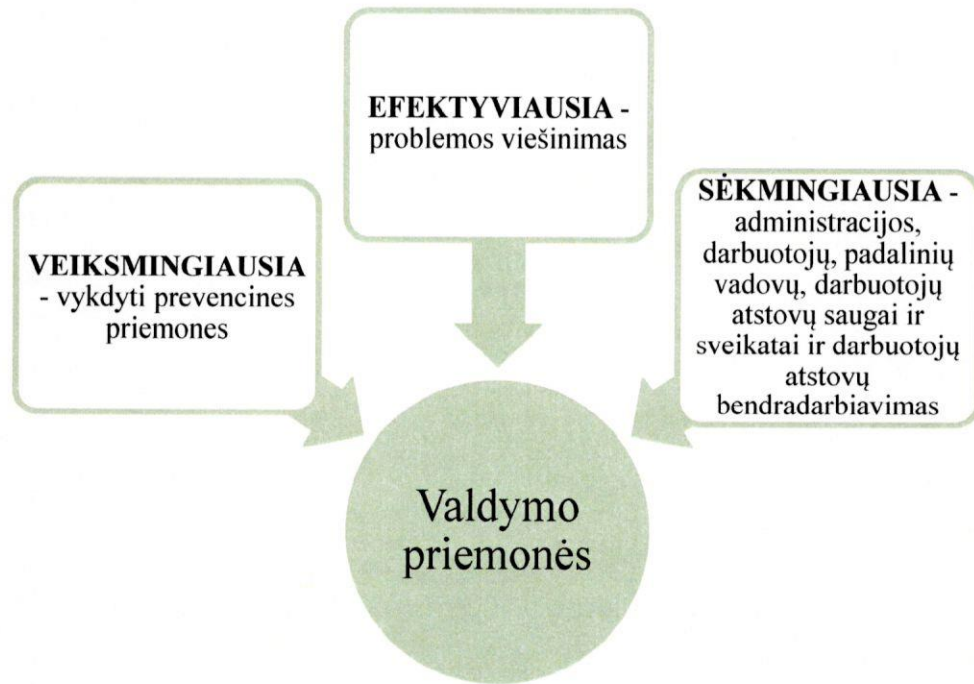 EFEKTYVIAUSIA -
problemos viešinimas
VEIKSMINGIAUSIA
- vykdyti prevencines
priemones
SĖKMINGIAUSIA -
administracijos,
darbuotojų, padalinių
vadovų, darbuotojų
atstovų saugai ir
sveikatai ir darbuotojų
atstovų
bendradarbiavimas
Valdymo
priemonės